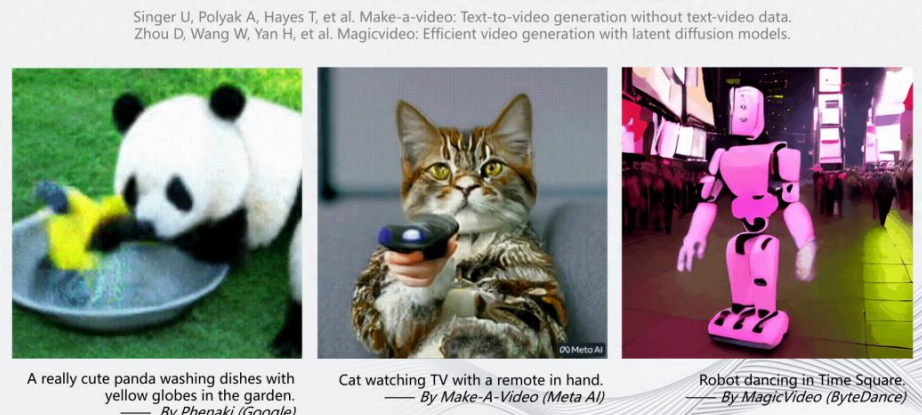 Singer U, Polyak A, Hayes T, et al. Make-a-video: Text-to-video generation without text-video data.
Zhou D, Wang W, Yan H, et al. Magicvideo: Efficient video generation with latent diffusion models.
Meta AI
A really cute panda washing dishes with
yellow globes in the garden.
—— By Phenaki (Google)
Cat watching TV with a remote in hand.
—— By Make-A-Video (Meta AI)
Robot dancing in Time Square.
—— By MagicVideo (ByteDance)